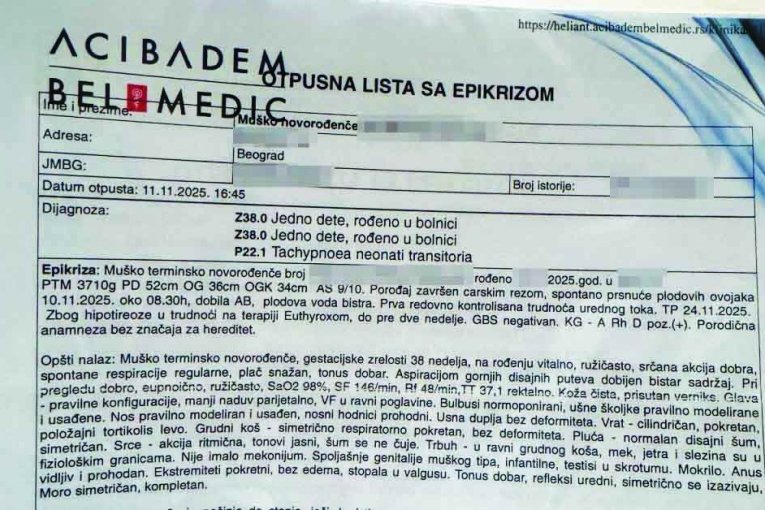 https://heliant.acibadembelmedic.rs/klinika
ACIBADEM
BEL MEDIC
OTPUSNA LISTA SA EPIKRIZOM
Ime i prezime: Muško novorođenče
Adresa:
Beograd
JMBG:
Broj istorije:
Datum otpusta: 11.11.2025. 16:45
Dijagnoza:
Z38.0 Jedno dete, rođeno u bolnici
Z38.0 Jedno dete, rođeno u bolnici
P22.1 Tachypnoea neonati transitoria
Epikriza: Muško terminsko novorođenče broj rođeno 2025.god. u
PTM 3710g PD 52cm OG 36cm OGK 34cm AS 9/10. Porođaj završen carskim rezom, spontano prsnuće plodovih ovojaka
10.11.2025. oko 08.30h, dobila AB, plodova voda bistra. Prva redovno kontrolisana trudnoća urednog toka. TP 24.11.2025.
Zbog hipotireoze u trudnoći na terapiji Euthyroxom, do pre dve nedelje. GBS negativan. KG - A Rh D poz.(+). Porodična
anamneza bez značaja za hereditet.
Opšti nalaz: Muško terminsko novorođenče, gestacijske zrelosti 38 nedelja, na rođenju vitalno, ružičasto, srčana akcija dobra,
spontane respiracije regularne, plač snažan, tonus dobar. Aspiracijom gornjih disajnih puteva dobijen bistar sadržaj. Pri
pregledu dobro, eupnoično, ružičasto, SaO2 98%, SF 146/min, Rf 48/min,TT 37,1 rektalno. Koža čista, prisutan verniks. Glava
- pravilne konfiguracije, manji naduv parijetalno, VF u ravni poglavine. Bulbusi normoponirani, ušne školjke pravilno modelirane
i usađene. Nos pravilno modeliran i usađen, nosni hodnici prohodni. Usna duplja bez deformiteta. Vrat - cilindričan, pokretan,
položajni tortikolis levo. Grudni koš - simetrično respiratorno pokretan, bez deformiteta. Pluća - normalan disajni šum,
simetričan. Srce - akcija ritmična, tonovi jasni, šum se ne čuje. Trbuh - u ravni grudnog koša, mek, jetra i slezina su u
fiziološkim granicama. Nije imalo mekonijum. Spoljašnje genitalije muškog tipa, infantilne, testisi u skrotumu. Mokrilo. Anus
vidljiv i prohodan. Ekstremiteti pokretni, bez edema, stopala u valgusu. Tonus dobar, refleksi uredni, simetrično se izazivaju,
Moro simetričan, kompletan.